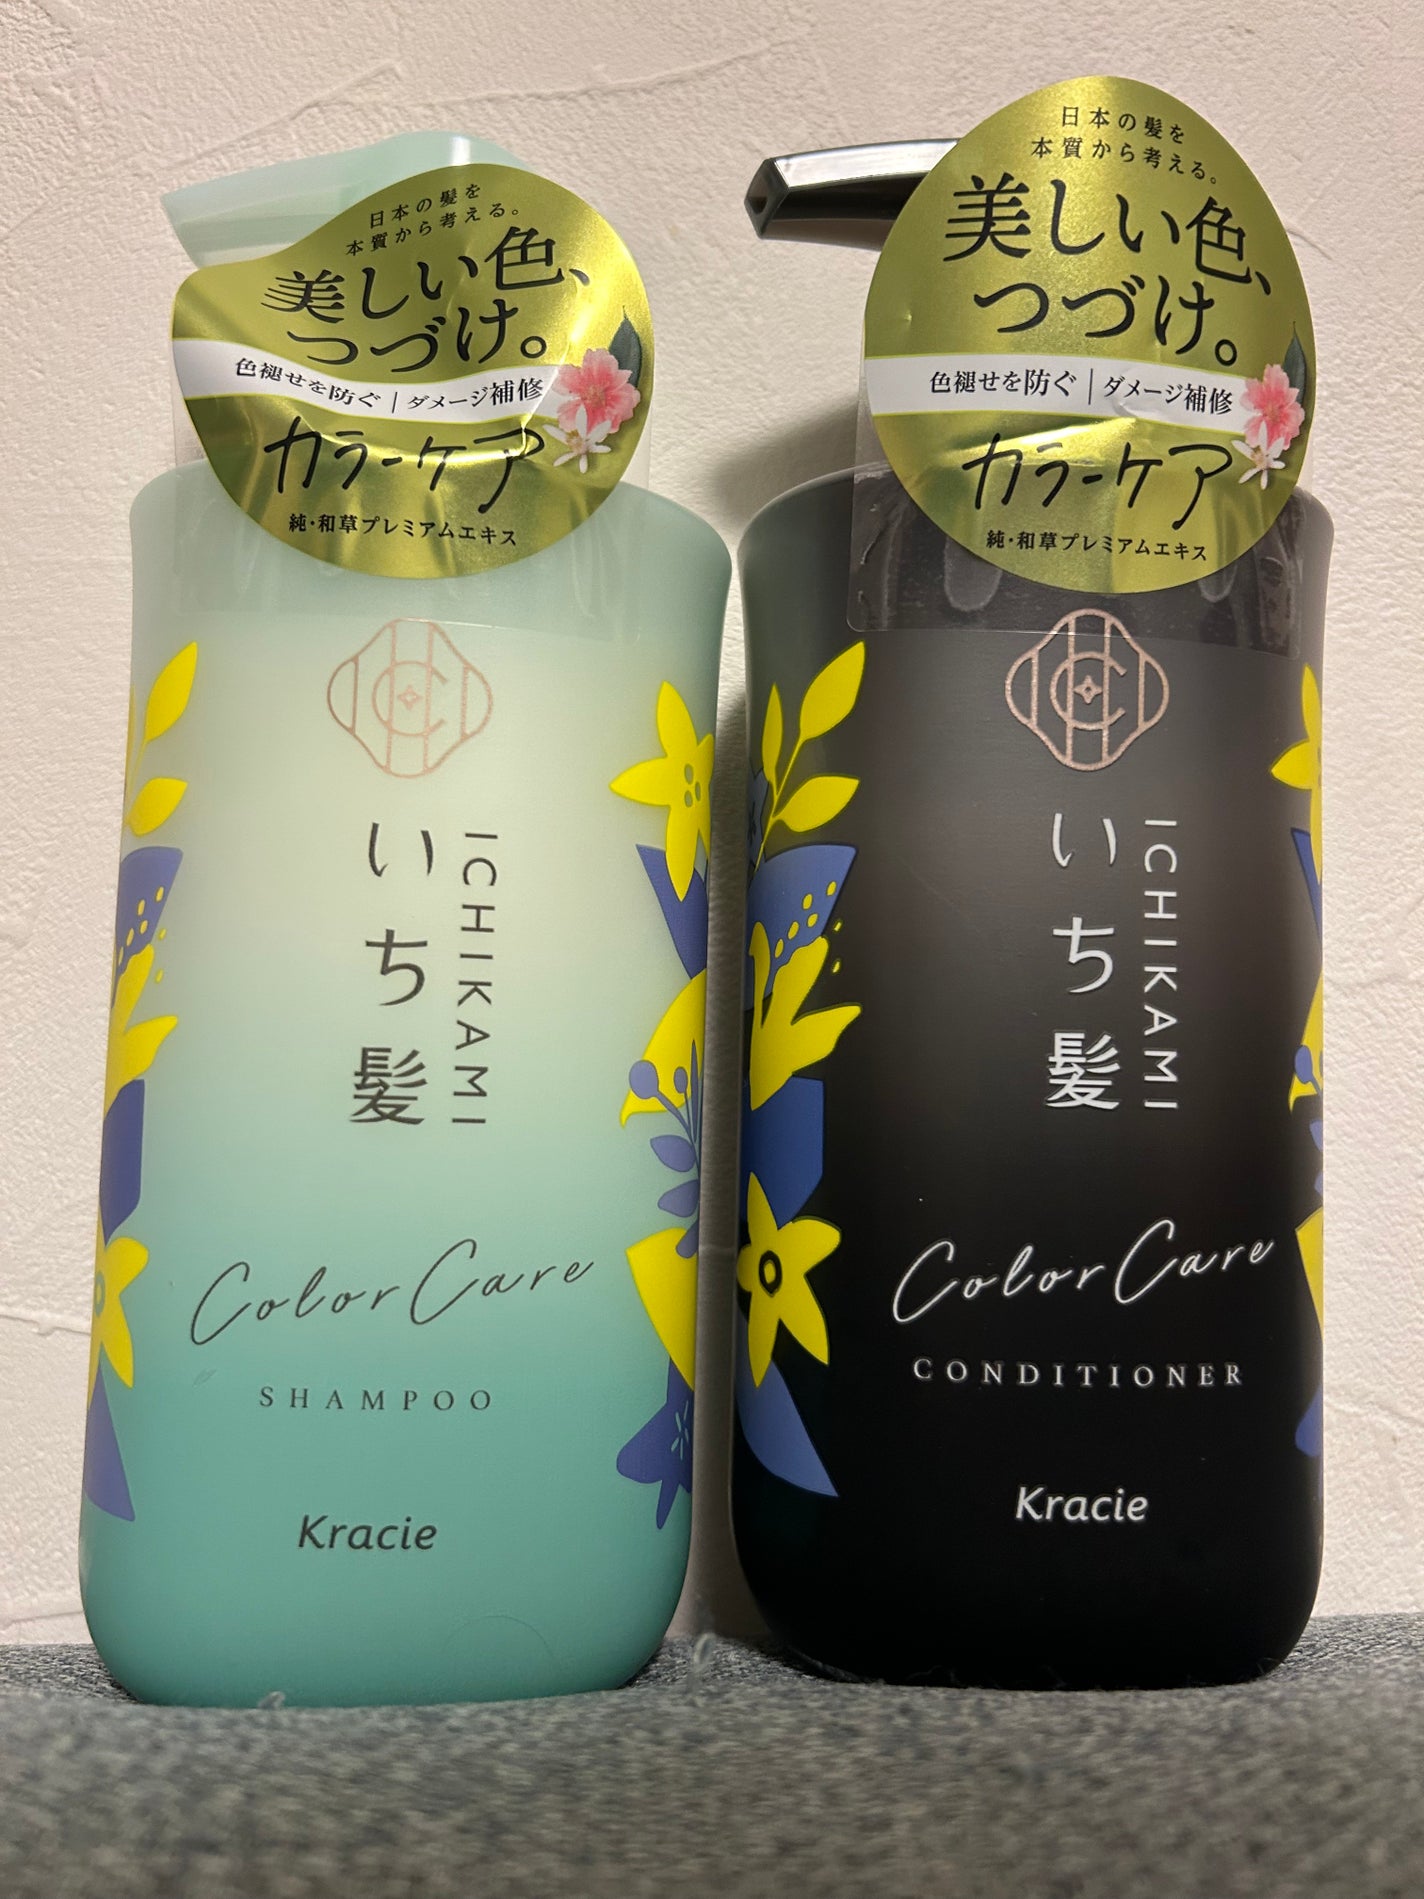 日本の髪を
本質から考える。
美しい色、
つづけ。
色褪せを防ぐ | ダメージ補修
カラーケア
純・和草プレミアムエキス
いち髪
ICHIKAMI
Color Care
SHAMPOO
Kracie
日本の髪を
本質から考える。
美しい色、
つづけ。
色褪せを防ぐ | ダメージ補修
カラーケア
純・和草プレミアムエキス
いち髪
ICHIKAMI
Color Care
CONDITIONER
Kracie